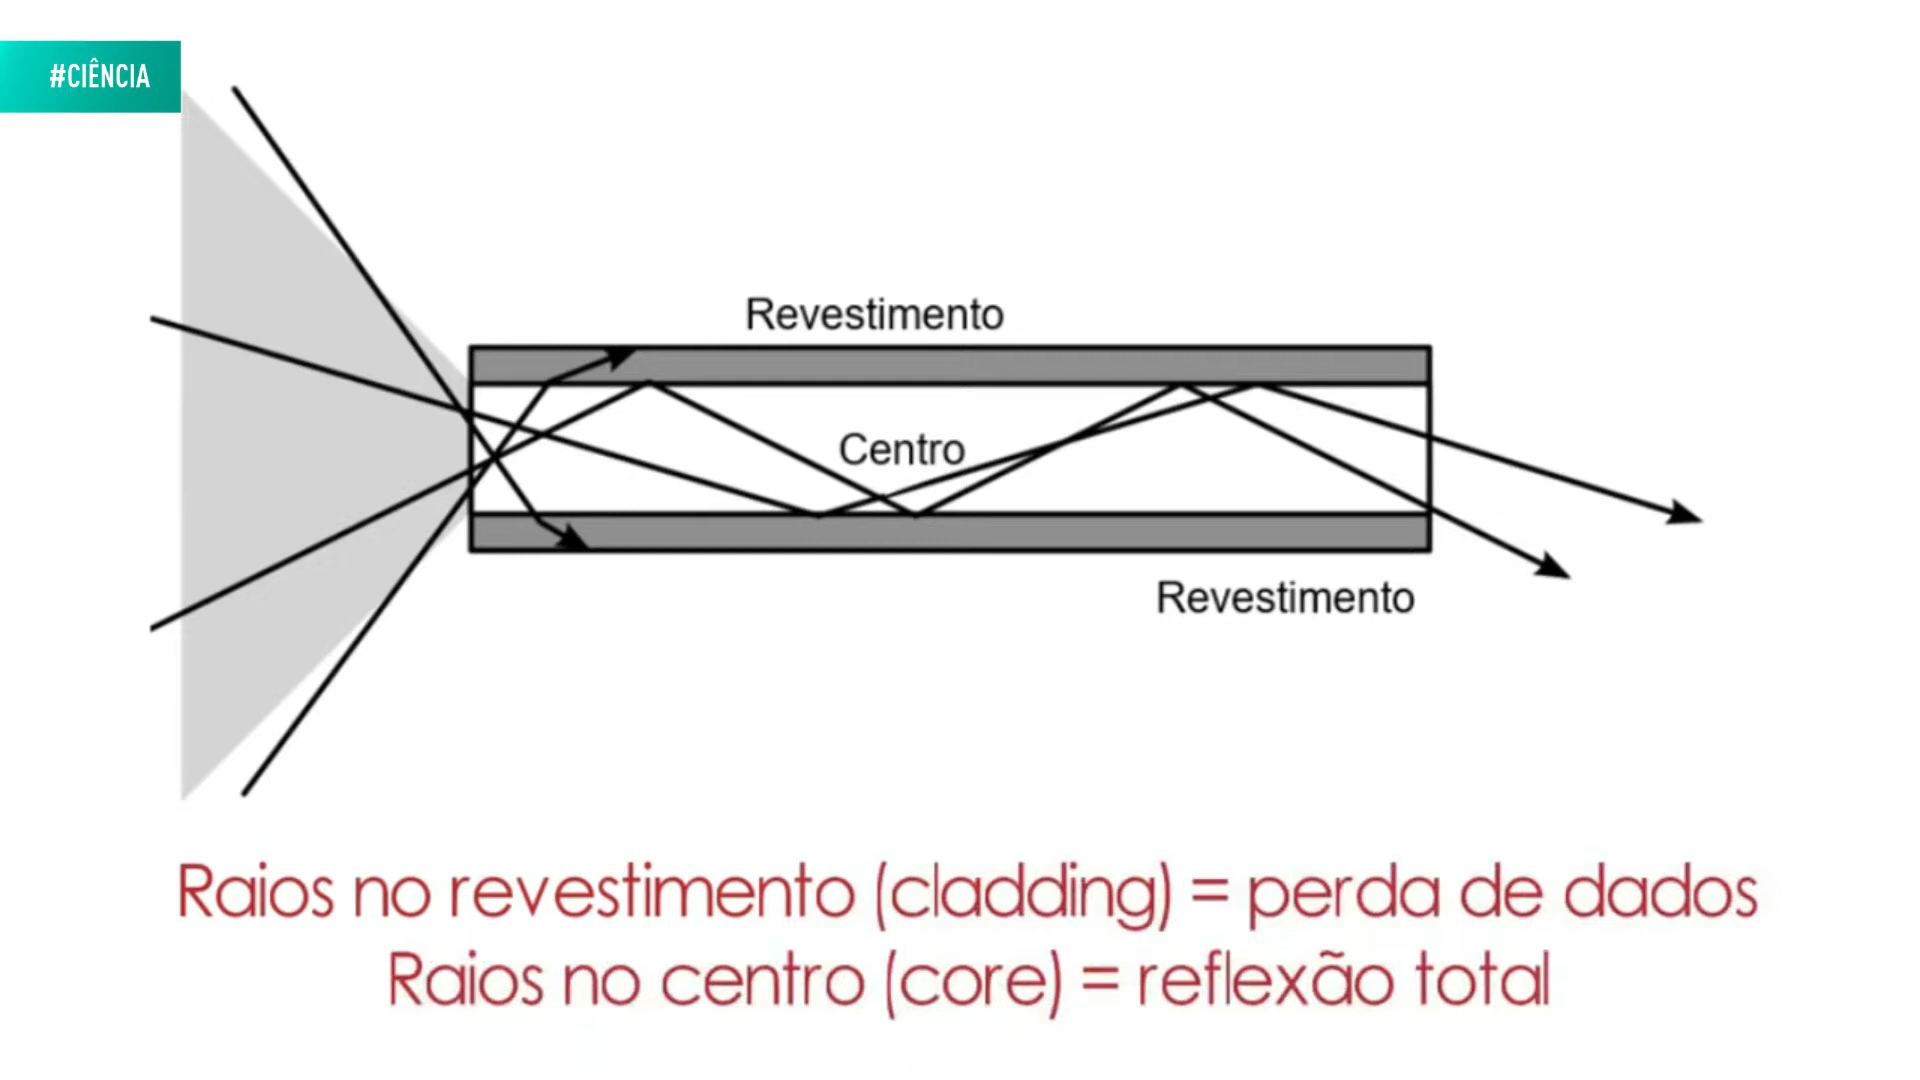 #CIÊNCIA
Revestimento
Centro
Revestimento
Raios no revestimento (cladding) = perda de dados
Raios no centro (core) = reflexão total